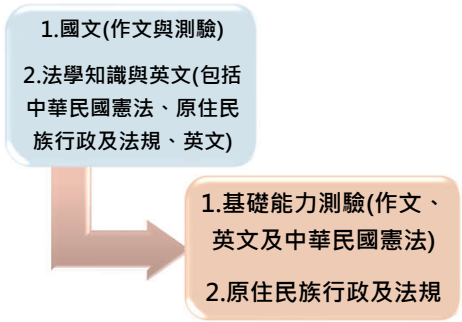 1.國文(作文與測驗)
2.法學知識與英文(包括
中華民國憲法、原住民
族行政及法規、英文)
1.基礎能力測驗(作文、
英文及中華民國憲法)
2.原住民族行政及法規